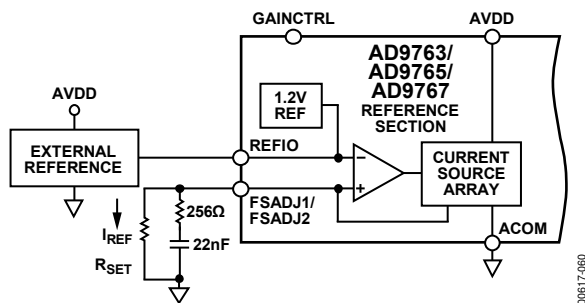 GAINCTRL
AVDD
AD9763/
AD9765/
AD9767
REFERENCE
SECTION
1.2V
REF
AVDD
EXTERNAL
REFERENCE
REFIO
–
+
CURRENT
SOURCE
ARRAY
FSADJ1/
FSADJ2
256Ω
22nF
IREF
RSET
ACOM
00617-060